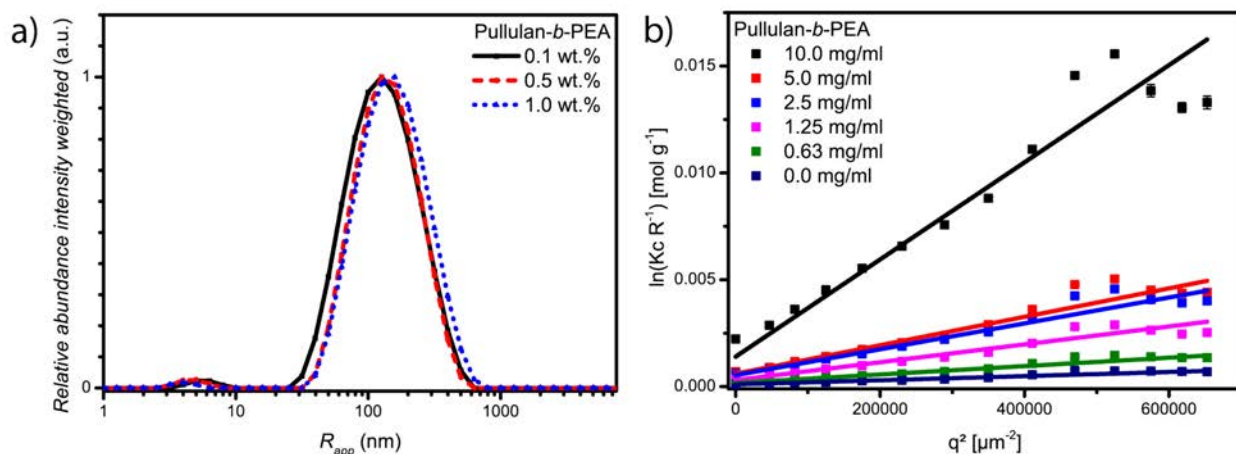 a)
Relative abundance intensity weighted (a.u.)
1
0
Pullulan-b-PEA
0.1 wt.%
0.5 wt.%
1.0 wt.%
1 10 100 1000
R_app (nm)
b)
ln(Kc R⁻¹) [mol g⁻¹]
0.015
0.010
0.005
0.000
Pullulan-b-PEA
10.0 mg/ml
5.0 mg/ml
2.5 mg/ml
1.25 mg/ml
0.63 mg/ml
0.0 mg/ml
0 200000 400000 600000
q² [µm⁻²]